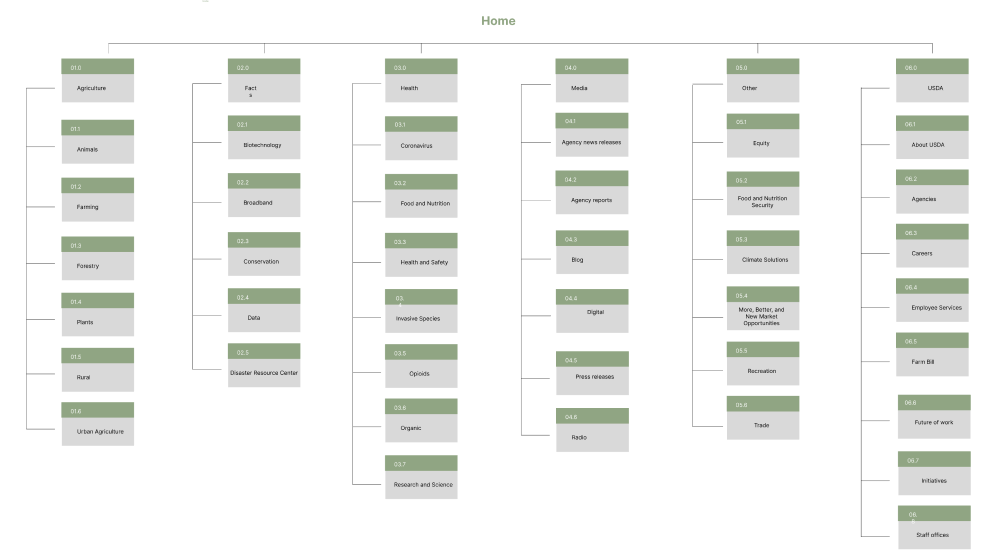 Home
01.0
Agriculture
01.1
Animals
01.2
Farming
01.3
Forestry
01.4
Plants
01.5
Rural
01.6
Urban Agriculture
02.0
Fact
s
02.1
Biotechnology
02.2
Broadband
02.3
Conservation
02.4
Data
02.5
Disaster Resource Center
03.0
Health
03.1
Coronavirus
03.2
Food and Nutrition
03.3
Health and Safety
03.
4
Invasive Species
03.5
Opioids
03.6
Organic
03.7
Research and Science
04.0
Media
04.1
Agency news releases
04.2
Agency reports
04.3
Blog
04.4
Digital
04.5
Press releases
04.6
Radio
05.0
Other
05.1
Equity
05.2
Food and Nutrition
Security
05.3
Climate Solutions
05.4
More, Better, and
New Market
Opportunities
05.5
Recreation
05.6
Trade
06.0
USDA
06.1
About USDA
06.2
Agencies
06.3
Careers
06.4
Employee Services
06.5
Farm Bill
06.6
Future of work
06.7
Initiatives
06.
8
Staff offices